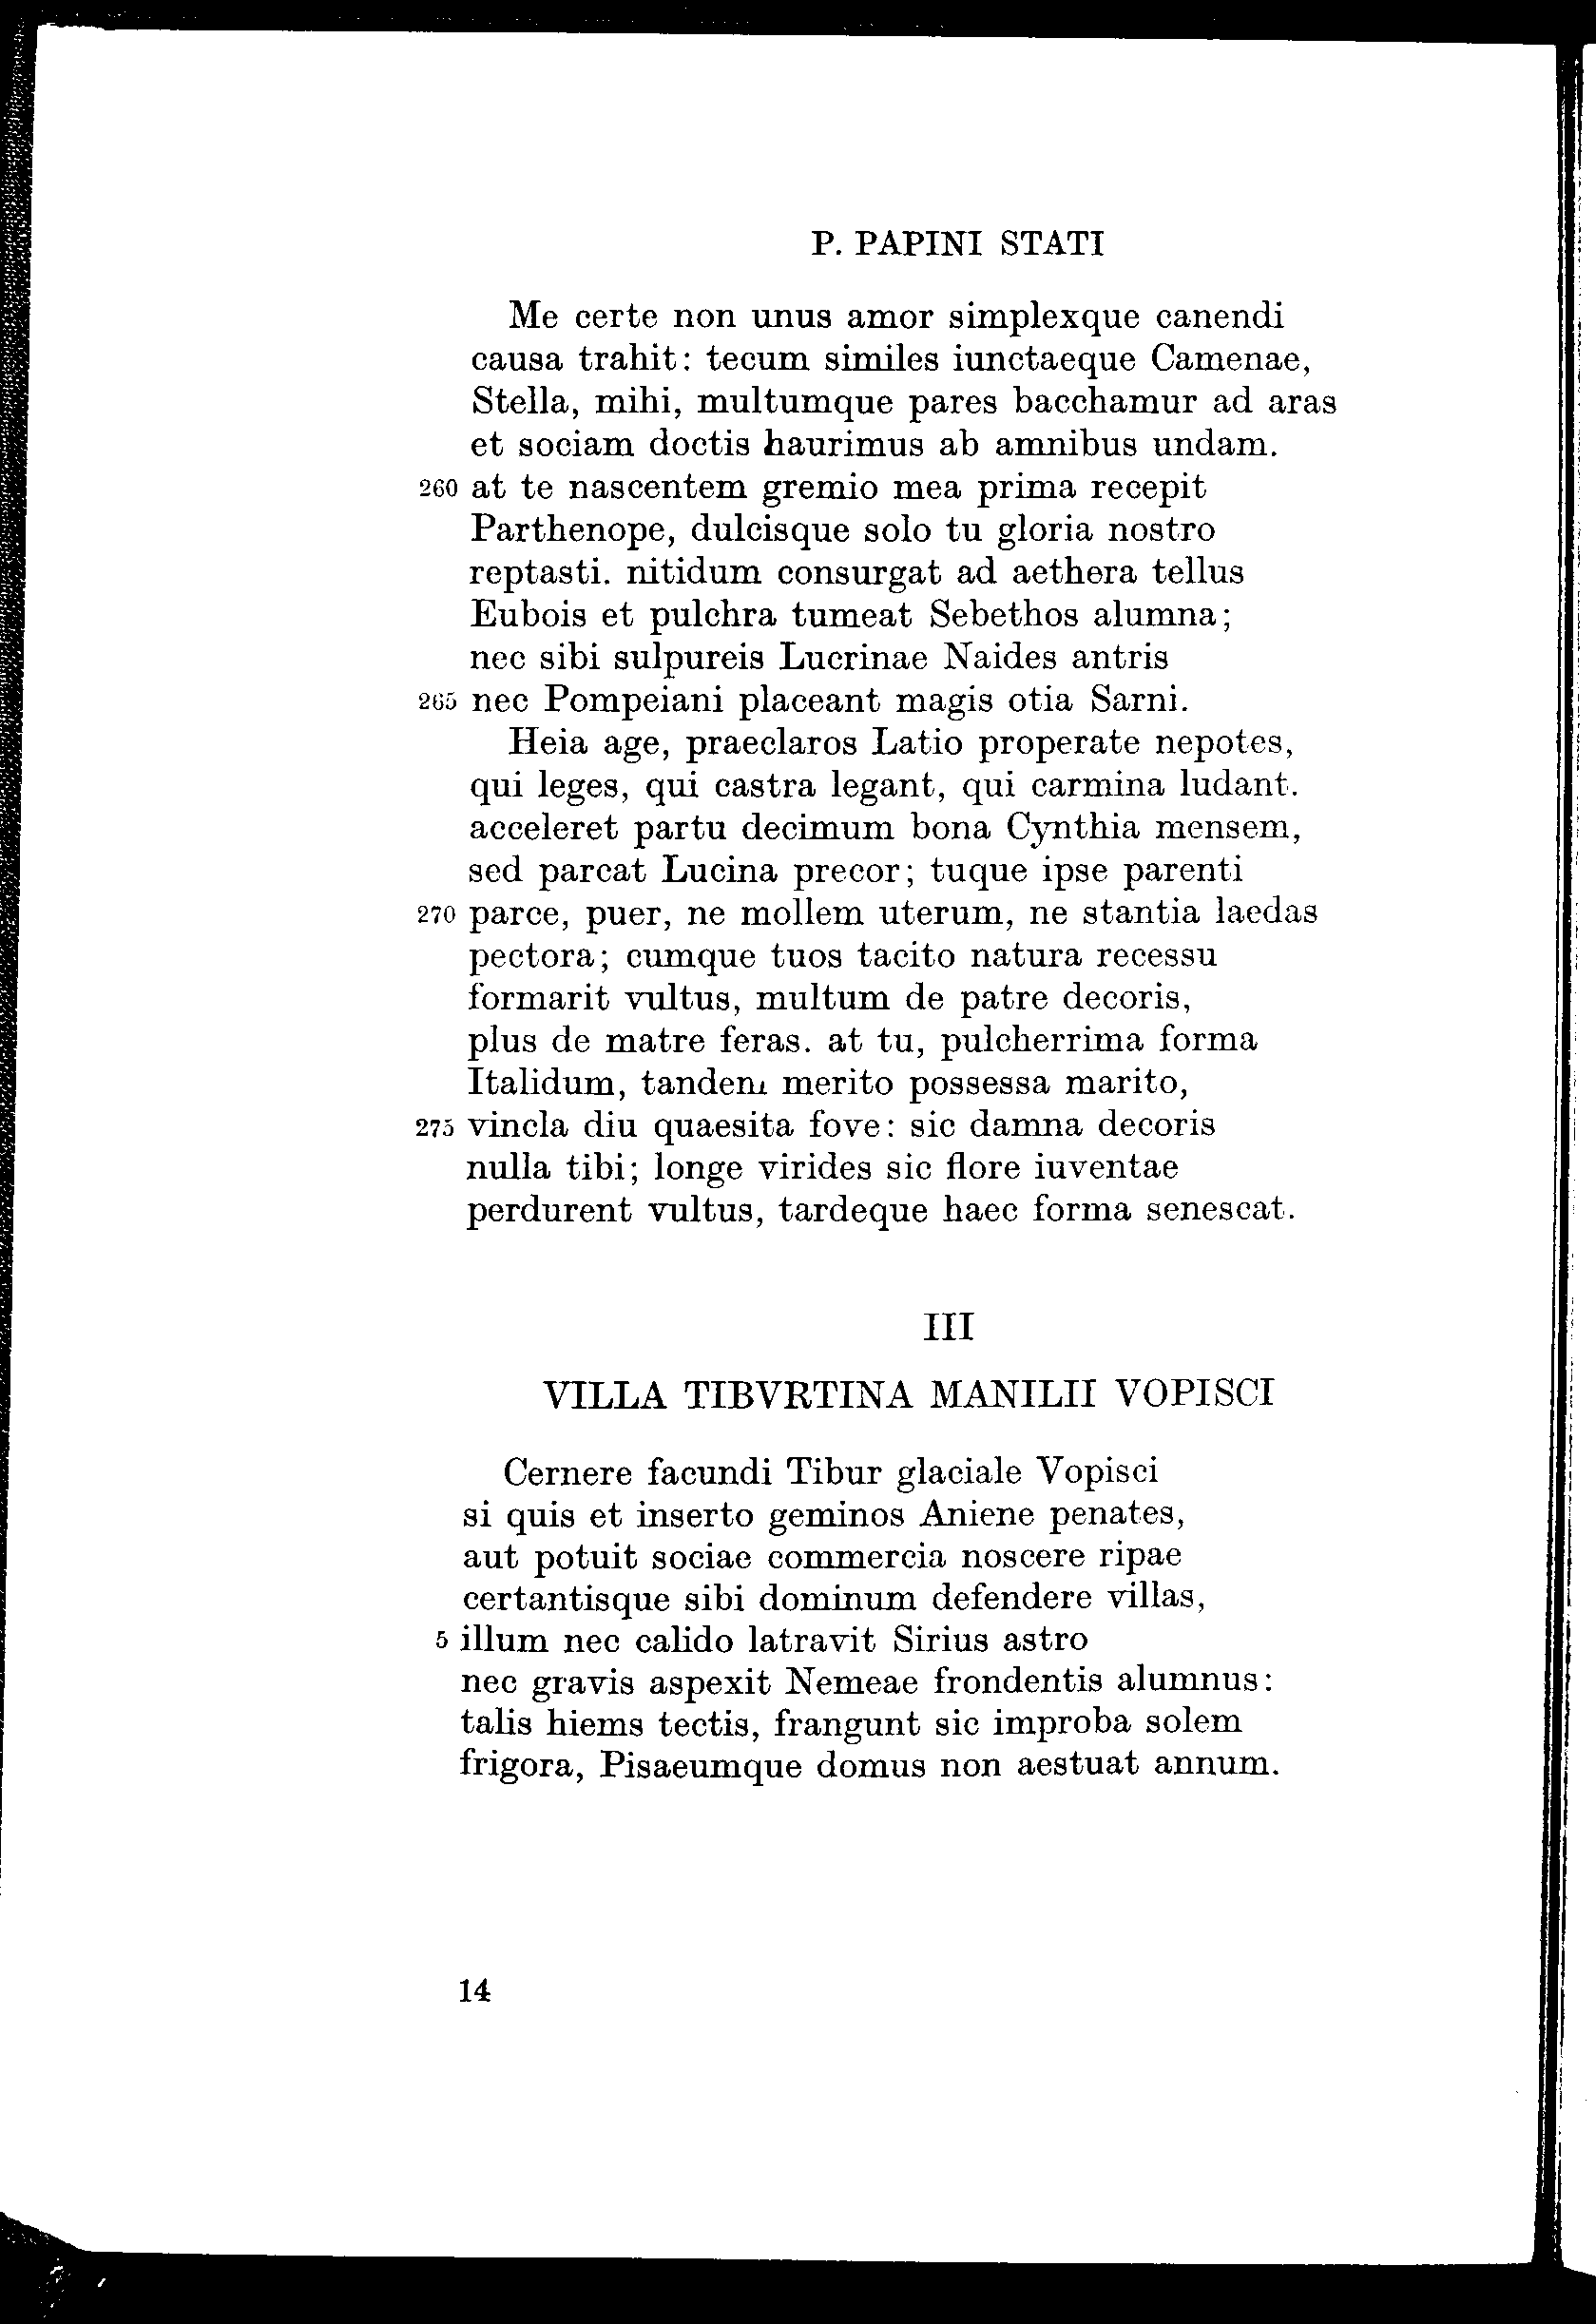 P. PAPINI STATI
Me certe non unus amor simplexque canendi
causa trahit: tecum similes iunctaeque Camenae,
Stella, mihi, multumque pares bacchamur ad aras
et sociam doctis haurimus ab amnibus undam.
260 at te nascentem gremio mea prima recepit
Parthenope, dulcisque solo tu gloria nostro
reptasti. nitidum consurgat ad aethera tellus
Eubois et pulchra tumeat Sebethos alumna;
nec sibi sulpureis Lucrinae Naides antris
265 nec Pompeiani placeant magis otia Sarni.
Heia age, praeclaros Latio properate nepotes,
qui leges, qui castra legant, qui carmina ludant.
acceleret partu decimum bona Cynthia mensem,
sed parcat Lucina precor; tuque ipse parenti
270 parce, puer, ne mollem uterum, ne stantia laedas
pectora; cumque tuos tacito natura recessu
formarit vultus, multum de patre decoris,
plus de matre feras. at tu, pulcherrima forma
Italidum, tandem merito possessa marito,
275 vincla diu quaesita fove: sic damna decoris
nulla tibi; longe virides sic flore iuventae
perdurent vultus, tardeque haec forma senescat.
III
VILLA TIBVRTINA MANILII VOPISCI
Cernere facundi Tibur glaciale Vopisci
si quis et inserto geminos Aniene penates,
aut potuit sociae commercia noscere ripae
certantisque sibi dominum defendere villas,
5 illum nec calido latravit Sirius astro
nec gravis aspexit Nemeae frondentis alumnus:
talis hiems tectis, frangunt sic improba solem
frigora, Pisaeumque domus non aestuat annum.
14